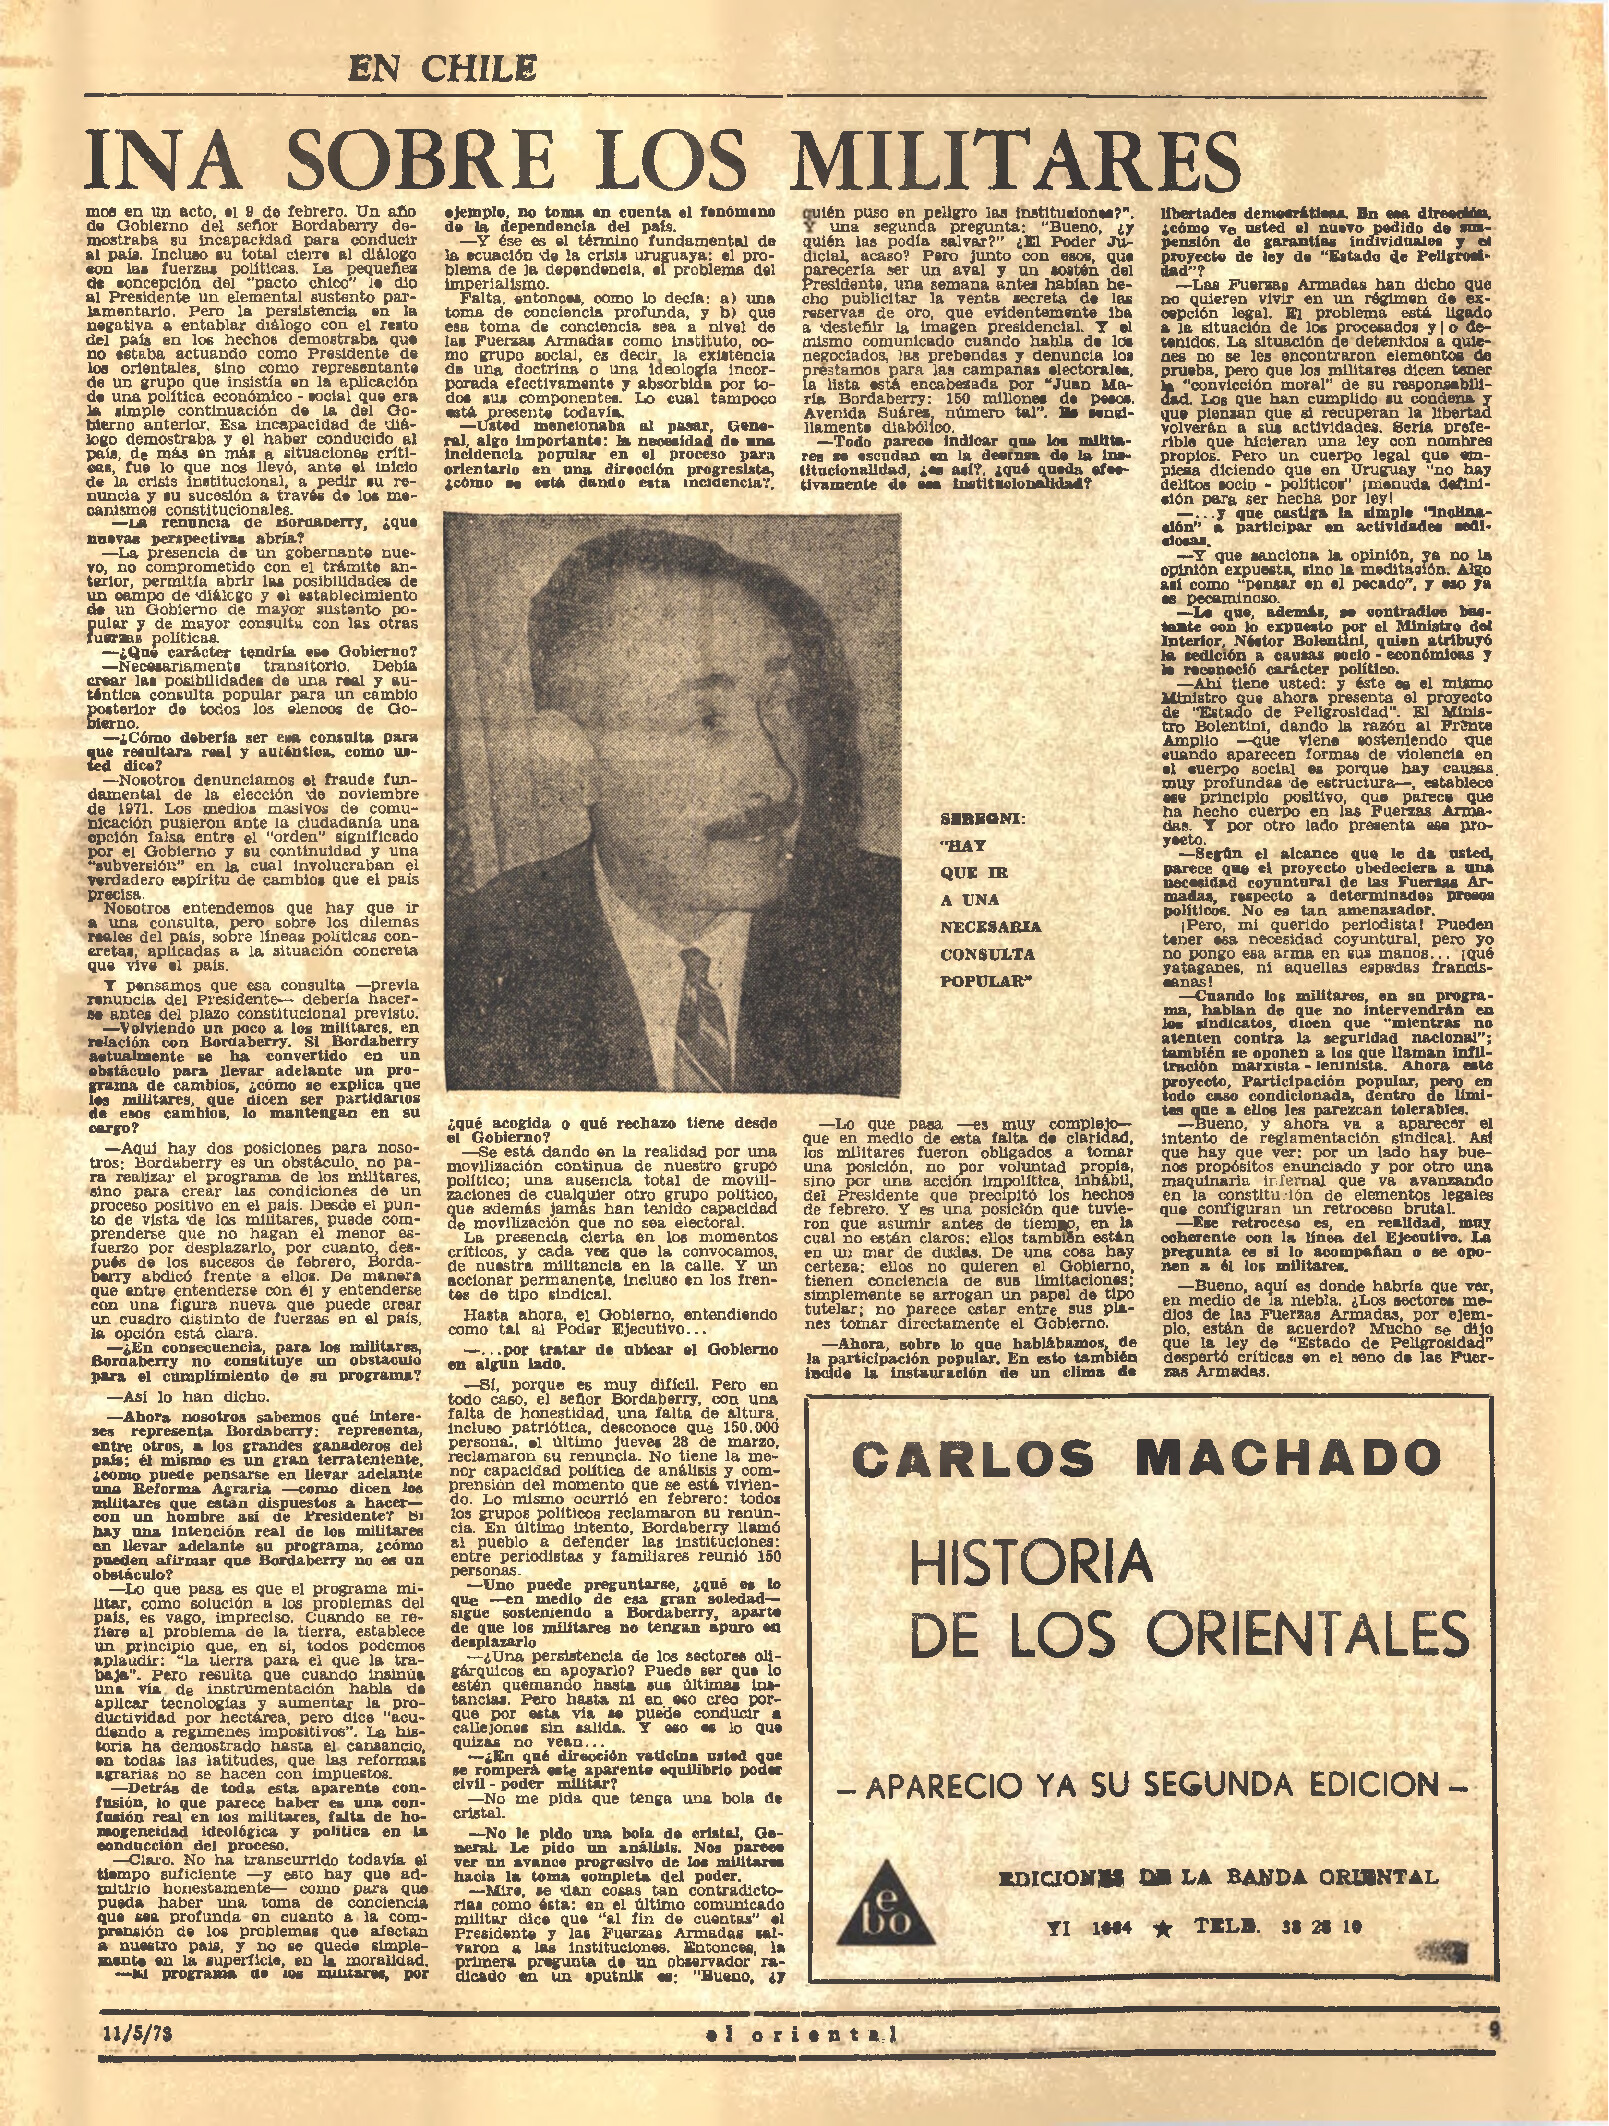 EN CHILE
INA SOBRE LOS MILITARES
mos en un acto, el 9 de febrero. Un año
de Gobierno del señor Bordaberry de-
mostraba su incapacidad para conducir
al país. Incluso su total cierre al diálogo
con las fuerzas políticas. La pequeñez
de concepción del "pacto chico" le dio
al Presidente un elemental sustento par-
lamentario. Pero la persistencia en la
negativa a entablar diálogo con el resto
del país en los hechos demostraba que
no estaba actuando como Presidente de
los orientales, sino como representante
de un grupo que insistía en la aplicación
de una política económico - social que era
la simple continuación de la del Go-
bierno anterior. Esa incapacidad de diá-
logo demostraba y el haber conducido al
país, de más en más a situaciones críti-
cas, fue lo que nos llevó, ante el inicio
de la crisis institucional, a pedir su re-
nuncia y su sucesión a través de los me-
canismos constitucionales.
—La renuncia de Bordaberry, ¿que
nuevas perspectivas abría?
—La presencia de un gobernante nue-
vo, no comprometido con el trámite an-
terior, permitía abrir las posibilidades de
un campo de diálogo y el establecimiento
de un Gobierno de mayor sustento po-
pular y de mayor consulta con las otras
fuerzas políticas.
—¿Qué carácter tendría ese Gobierno?
—Necesariamente transitorio. Debía
crear las posibilidades de una real y au-
téntica consulta popular para un cambio
posterior de todos los elencos de Go-
bierno.
—¿Cómo debería ser esa consulta para
que resultara real y auténtica, como us-
ted dice?
—Nosotros denunciamos el fraude fun-
damental de la elección de noviembre
de 1971. Los medios masivos de comu-
nicación pusieron ante la ciudadanía una
opción falsa entre el "orden" significado
por el Gobierno y su continuidad y una
"subversión" en la cual involucraban el
verdadero espíritu de cambios que el país
precisa.
Nosotros entendemos que hay que ir
a una consulta, pero sobre los dilemas
reales del país, sobre líneas políticas con-
cretas, aplicadas a la situación concreta
que vive el país.
Y pensamos que esa consulta —previa
renuncia del Presidente— debería hacer-
se antes del plazo constitucional previsto.
—Volviendo un poco a los militares, en
relación con Bordaberry. Si Bordaberry
actualmente se ha convertido en un
obstáculo para llevar adelante un pro-
grama de cambios, ¿cómo se explica que
los militares, que dicen ser partidarios
de esos cambios, lo mantengan en su
cargo?
—Aquí hay dos posiciones para noso-
tros: Bordaberry es un obstáculo, no pa-
ra realizar el programa de los militares,
sino para crear las condiciones de un
proceso positivo en el país. Desde el pun-
to de vista de los militares, puede com-
prenderse que no hagan el menor es-
fuerzo por desplazarlo, por cuanto, des-
pués de los sucesos de febrero, Borda-
berry abdicó frente a ellos. De manera
que entre entenderse con él y entenderse
con una figura nueva que puede crear
un cuadro distinto de fuerzas en el país,
la opción está clara.
—¿En consecuencia, para los militares,
Bordaberry no constituye un obstáculo
para el cumplimiento de su programa?
—Así lo han dicho.
—Ahora nosotros sabemos qué intere-
ses representa Bordaberry: representa,
entre otros, a los grandes ganaderos del
país; él mismo es un gran terrateniente,
¿como puede pensarse en llevar adelante
una Reforma Agraria —como dicen los
militares que están dispuestos a hacer—
con un hombre así de Presidente? Si
hay una intención real de los militares
en llevar adelante su programa, ¿cómo
pueden afirmar que Bordaberry no es un
obstáculo?
—Lo que pasa es que el programa mi-
litar, como solución a los problemas del
país, es vago, impreciso. Cuando se re-
fiere al problema de la tierra, establece
un principio que, en sí, todos podemos
aplaudir: "la tierra para el que la tra-
baja". Pero resulta que cuando insinúa
una vía de instrumentación habla de
aplicar tecnologías y aumentar la pro-
ductividad por hectárea, pero dice "acu-
diendo a regímenes impositivos". La his-
toria ha demostrado hasta el cansancio,
en todas las latitudes, que las reformas
agrarias no se hacen con impuestos.
—Detrás de toda esta aparente con-
fusión, lo que parece haber es una con-
fusión real en los militares, falta de ho-
mogeneidad ideológica y política en la
conducción del proceso.
—Claro. No ha transcurrido todavía el
tiempo suficiente —y esto hay que ad-
mitirlo honestamente— como para que
pueda haber una toma de conciencia
que sea profunda en cuanto a la com-
prensión de los problemas que afectan
a nuestro país, y no se quede simple-
mente en la superficie, en la moralidad.
—El programa de los militares, por
ejemplo, no toma en cuenta el fenómeno
de la dependencia del país.
—Y ése es el término fundamental de
la ecuación de la crisis uruguaya: el pro-
blema de la dependencia, el problema del
imperialismo.
Falta, entonces, como lo decía: a) una
toma de conciencia profunda, y b) que
esa toma de conciencia sea a nivel de
las Fuerzas Armadas como instituto, co-
mo grupo social, es decir, la existencia
de una doctrina o una ideología incor-
porada efectivamente y absorbida por to-
dos sus componentes. Lo cual tampoco
está presente todavía.
—Usted mencionaba al pasar, Gene-
ral, algo importante: la necesidad de una
incidencia popular en el proceso para
orientarlo en una dirección progresista,
¿cómo se está dando esta incidencia?,
¿qué acogida o qué rechazo tiene desde
el Gobierno?
—Se está dando en la realidad por una
movilización continua de nuestro grupo
político; una ausencia total de movili-
zaciones de cualquier otro grupo político,
que además jamás han tenido capacidad
de movilización que no sea electoral.
La presencia cierta en los momentos
críticos, y cada vez que la convocamos,
de nuestra militancia en la calle. Y un
accionar permanente, incluso en los fren-
tes de tipo sindical.
Hasta ahora, el Gobierno, entendiendo
como tal al Poder Ejecutivo...
—...por tratar de ubicar el Gobierno
en algún lado.
—Sí, porque es muy difícil. Pero en
todo caso, el señor Bordaberry, con una
falta de honestidad, una falta de altura,
incluso patriótica, desconoce que 150.000
persona:, el último jueves 28 de marzo,
reclamaron su renuncia. No tiene la me-
nor capacidad política de análisis y com-
prensión del momento que se está vivien-
do. Lo mismo ocurrió en febrero: todos
los grupos políticos reclamaron su renun-
cia. En último intento, Bordaberry llamó
al pueblo a defender las instituciones:
entre periodistas y familiares reunió 150
personas.
—Uno puede preguntarse, ¿qué es lo
que —en medio de esa gran soledad—
sigue sosteniendo a Bordaberry, aparte
de que los militares no tengan apuro en
desplazarlo
—¿Una persistencia de los sectores oli-
gárquicos en apoyarlo? Puede ser que lo
estén quemando hasta sus últimas ins-
tancias. Pero hasta ni en eso creo por-
que por esta vía se puede conducir a
callejones sin salida. Y eso es lo que
quizas no vean...
—¿En qué dirección vaticina usted que
se romperá este aparente equilibrio poder
civil - poder militar?
—No me pida que tenga una bola de
cristal.
—No le pido una bola de cristal, Ge-
neral. Le pido un análisis. Nos parece
ver un avance progresivo de los militares
hacia la toma completa del poder.
—Mire, se dan cosas tan contradicto-
rias como ésta: en el último comunicado
militar dice que "al fin de cuentas" el
Presidente y las Fuerzas Armadas sal-
varon a las instituciones. Entonces, la
primera pregunta de un observador ra-
dicado en un sputnik es: "Bueno, ¿y
quién puso en peligro las instituciones?".
Y una segunda pregunta: "Bueno, ¿y
quién las podía salvar?" ¿El Poder Ju-
dicial, acaso? Pero junto con esos, que
parecería ser un aval y un sostén del
Presidente, una semana antes habían he-
cho publicitar la venta secreta de las
reservas de oro, que evidentemente iba
a desteñir la imagen presidencial. Y el
mismo comunicado cuando habla de los
negociados, las prebendas y denuncia los
préstamos para las campañas electorales,
la lista está encabezada por "Juan Ma-
ría Bordaberry: 150 millones de pesos.
Avenida Suárez, número tal". Es senci-
llamente diabólico.
—Todo parece indicar que los milita-
res se escudan en la defensa de la ins-
titucionalidad, ¿es así?, ¿qué queda efec-
tivamente de esa institucionalidad?
SEREGNI:
"HAY
QUE IR
A UNA
NECESARIA
CONSULTA
POPULAR"
—Lo que pasa —es muy complejo—
que en medio de esta falta de claridad,
los militares fueron obligados a tomar
una posición, no por voluntad propia,
sino por una acción impolítica, inhábil,
del Presidente que precipitó los hechos
de febrero. Y es una posición que tuvie-
ron que asumir antes de tiempo, en la
cual no están claros: ellos también están
en un mar de dudas. De una cosa hay
certeza: ellos no quieren el Gobierno,
tienen conciencia de sus limitaciones;
simplemente se arrogan un papel de tipo
tutelar; no parece estar entre sus pla-
nes tomar directamente el Gobierno.
—Ahora, sobre lo que hablábamos, de
la participación popular. En esto también
incide la instauración de un clima de
libertades democráticas. En esa dirección,
¿cómo ve usted el nuevo pedido de sus-
pensión de garantías individuales y el
proyecto de ley de "Estado de Peligrosi-
dad"?
—Las Fuerzas Armadas han dicho que
no quieren vivir en un régimen de ex-
cepción legal. El problema está ligado
a la situación de los procesados y|o de-
tenidos. La situación de detenidos a quie-
nes no se les encontraron elementos de
prueba, pero que los militares dicen tener
la "convicción moral" de su responsabili-
dad. Los que han cumplido su condena y
que piensan que si recuperan la libertad
volverán a sus actividades. Sería prefe-
rible que hicieran una ley con nombres
propios. Pero un cuerpo legal que em-
pieza diciendo que en Uruguay "no hay
delitos socio - políticos" ¡menuda defini-
sión para ser hecha por ley!
—...y que castiga la simple "inclina-
ción" a participar en actividades sedi-
ciosas.
—Y que sanciona la opinión, ya no la
opinión expuesta, sino la meditación. Algo
así como "pensar en el pecado", y eso ya
es pecaminoso.
—Lo que, además, se contradice bas-
tante con lo expuesto por el Ministro del
Interior, Néstor Bolentini, quien atribuyó
la sedición a causas socio - económicas y
le reconoció carácter político.
—Ahí tiene usted: y éste es el mismo
Ministro que ahora presenta el proyecto
de "Estado de Peligrosidad". El Minis-
tro Bolentini, dando la razón al Frente
Amplio —que viene sosteniendo que
cuando aparecen formas de violencia en
el cuerpo social es porque hay causas
muy profundas de estructura—, establece
ese principio positivo, que parece que
ha hecho cuerpo en las Fuerzas Arma-
das. Y por otro lado presenta ese pro-
yecto.
—Según el alcance que le da usted,
parece que el proyecto obedeciera a una
necesidad coyuntural de las Fuerzas Ar-
madas, respecto a determinados presos
políticos. No es tan amenazador.
¡Pero, mi querido periodista! Pueden
tener esa necesidad coyuntural, pero yo
no pongo esa arma en sus manos... ¡qué
yataganes, ni aquellas espadas francis-
canas!
—Cuando los militares, en su progra-
ma, hablan de que no intervendrán en
los sindicatos, dicen que "mientras no
atenten contra la seguridad nacional";
también se oponen a los que llaman infil-
tración marxista - leninista. Ahora este
proyecto, Participación popular, pero en
todo caso condicionada, dentro de lími-
tes que a ellos les parezcan tolerables.
—Bueno, y ahora va a aparecer el
intento de reglamentación sindical. Así
que hay que ver: por un lado hay bue-
nos propósitos enunciado y por otro una
maquinaria infernal que va avanzando
en la constitución de elementos legales
que configuran un retroceso brutal.
—Ese retroceso es, en realidad, muy
coherente con la línea del Ejecutivo. La
pregunta es si lo acompañan o se opo-
nen a él los militares.
—Bueno, aquí es donde habría que ver,
en medio de la niebla. ¿Los sectores me-
dios de las Fuerzas Armadas, por ejem-
plo, están de acuerdo? Mucho se dijo
que la ley de "Estado de Peligrosidad"
despertó críticas en el seno de las Fuer-
zas Armadas.
CARLOS MACHADO
HISTORIA
DE LOS ORIENTALES
— APARECIO YA SU SEGUNDA EDICION —
ebo
EDICIONES DE LA BANDA ORIENTAL
YI 1364 ★ TELE. 38 28 10
11/5/73
el oriental
9